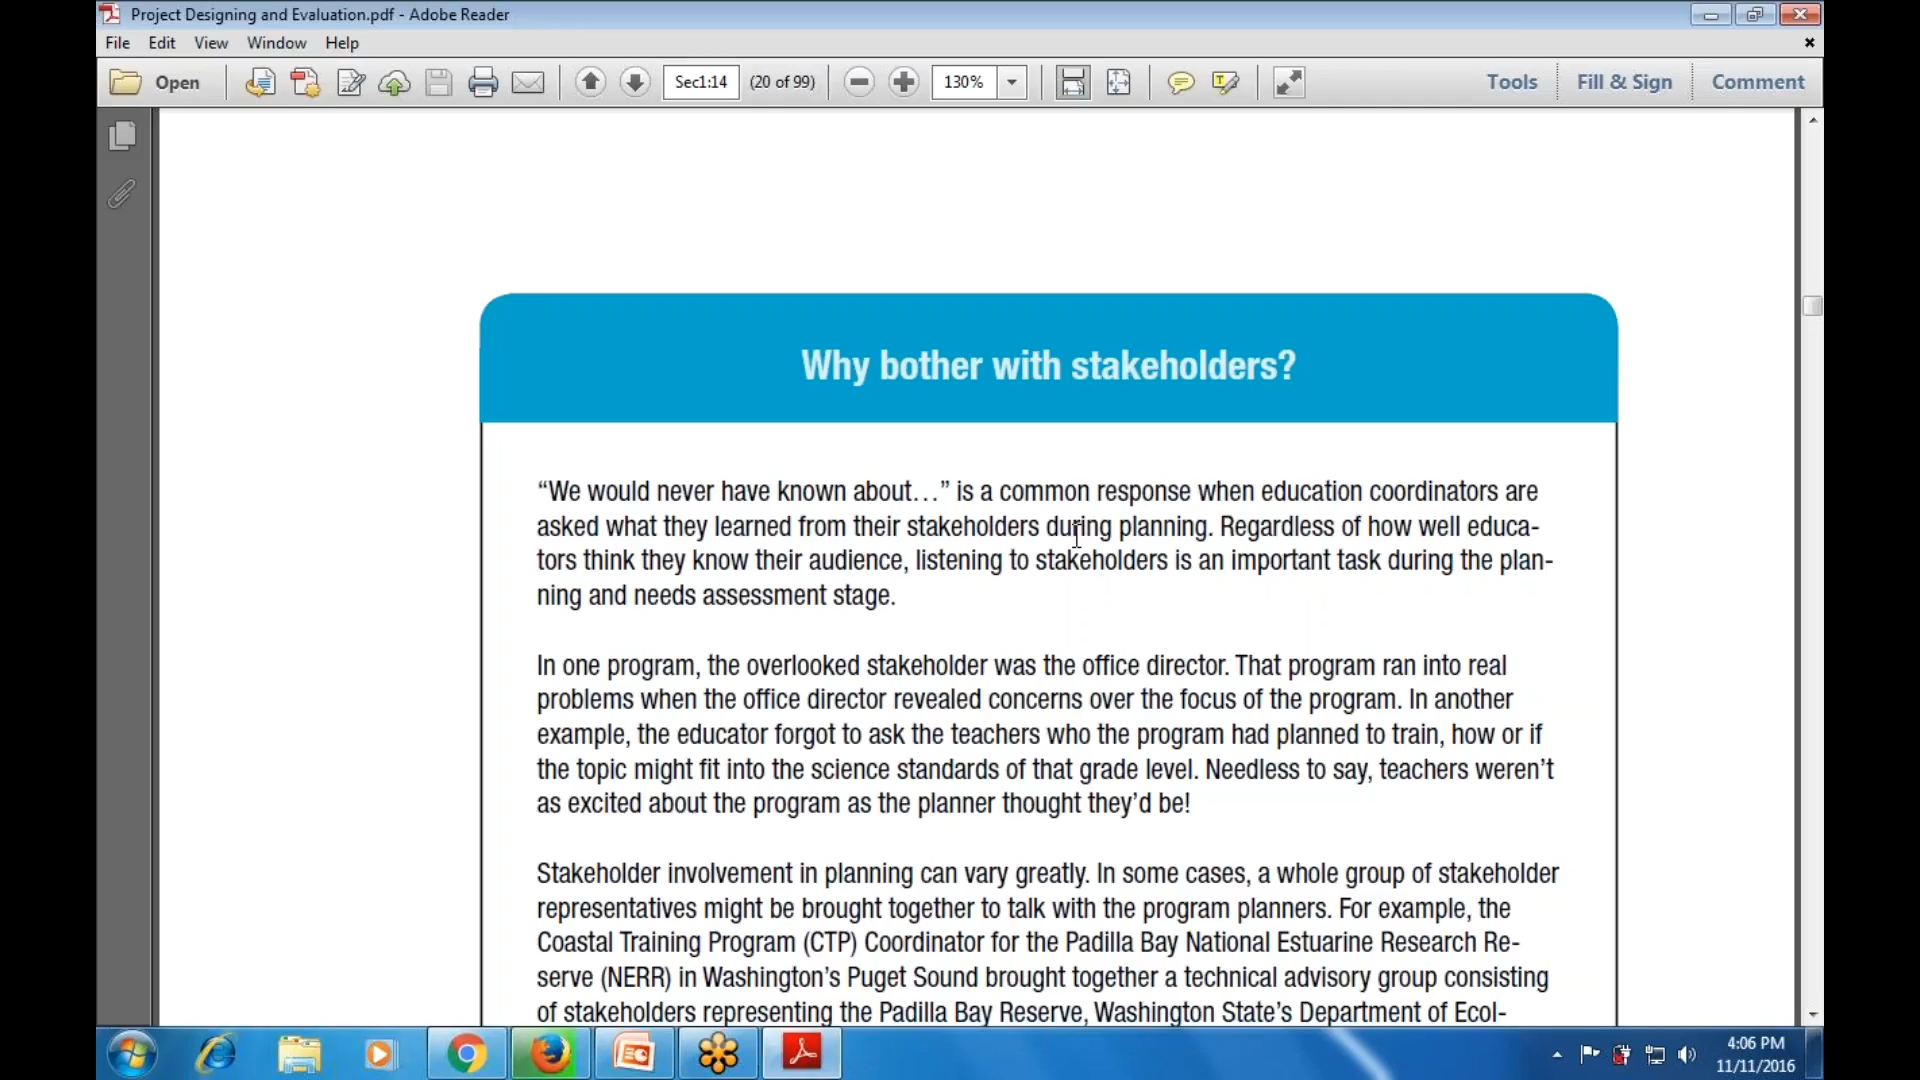 Project Designing and Evaluation.pdf - Adobe Reader
File Edit View Window Help
Open Sec1:14 (20 of 99) 130% Tools Fill & Sign Comment
Why bother with stakeholders?
“We would never have known about…” is a common response when education coordinators are
asked what they learned from their stakeholders during planning. Regardless of how well educa-
tors think they know their audience, listening to stakeholders is an important task during the plan-
ning and needs assessment stage.
In one program, the overlooked stakeholder was the office director. That program ran into real
problems when the office director revealed concerns over the focus of the program. In another
example, the educator forgot to ask the teachers who the program had planned to train, how or if
the topic might fit into the science standards of that grade level. Needless to say, teachers weren’t
as excited about the program as the planner thought they’d be!
Stakeholder involvement in planning can vary greatly. In some cases, a whole group of stakeholder
representatives might be brought together to talk with the program planners. For example, the
Coastal Training Program (CTP) Coordinator for the Padilla Bay National Estuarine Research Re-
serve (NERR) in Washington’s Puget Sound brought together a technical advisory group consisting
of stakeholders representing the Padilla Bay Reserve, Washington State’s Department of Ecol-
4:06 PM
11/11/2016